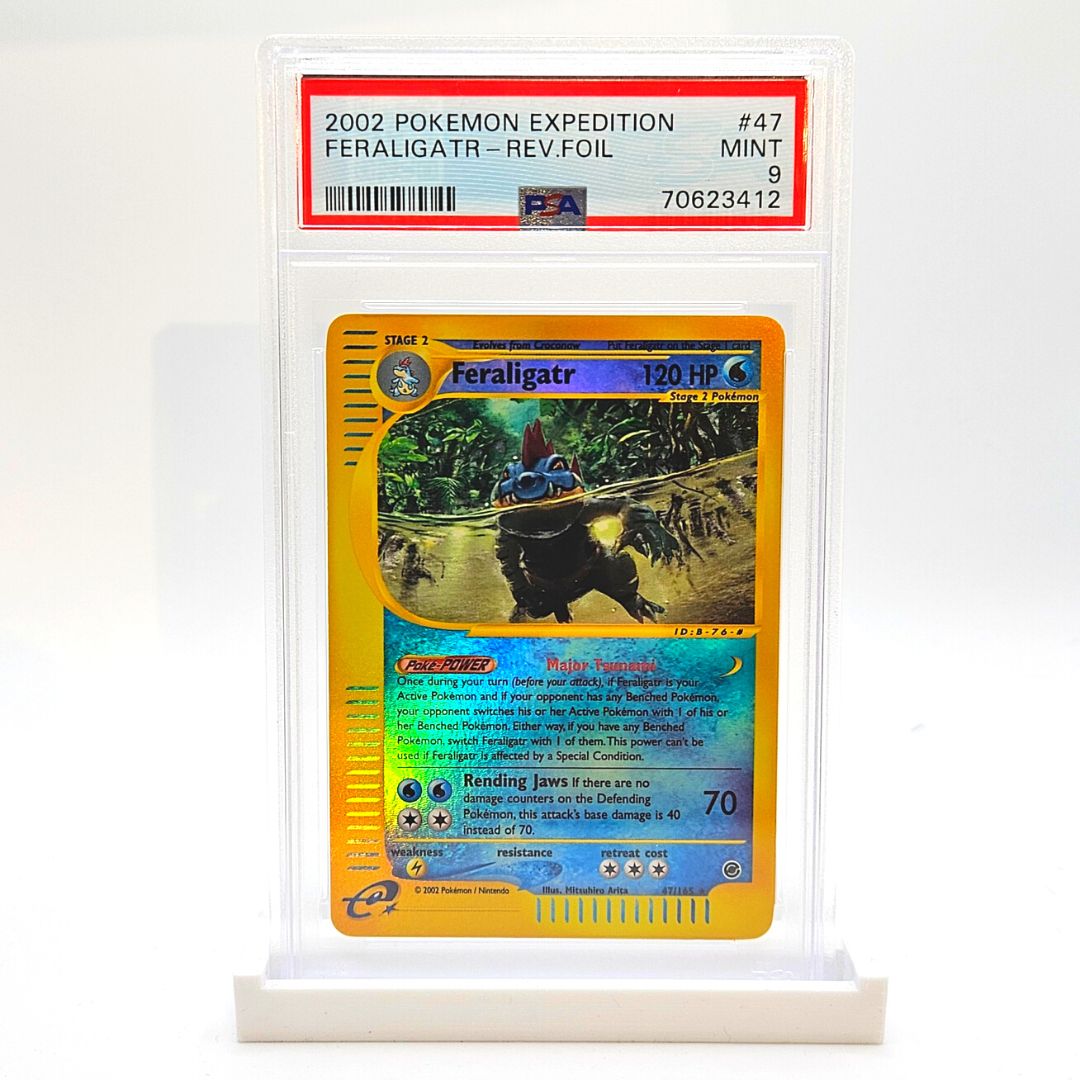 2002 POKEMON EXPEDITION #47
FERALIGATR - REV.FOIL MINT
9
PSA 70623412
STAGE 2 Evolves from Croconaw Put Feraligatr on the Stage 1 card
Feraligatr 120 HP
Stage 2 Pokémon
ID:B-76-#
Poké-POWER Major Tsunami
Once during your turn (before your attack), if Feraligatr is your
Active Pokémon and if your opponent has any Benched Pokémon,
your opponent switches his or her Active Pokémon with 1 of his or
her Benched Pokémon. Either way, if you have any Benched
Pokémon, switch Feraligatr with 1 of them. This power can't be
used if Feraligatr is affected by a Special Condition.
Rending Jaws If there are no
damage counters on the Defending
Pokémon, this attack's base damage is 40
instead of 70.
70
weakness resistance retreat cost
© 2002 Pokémon / Nintendo Illus. Mitsuhiro Arita 47/165 ★
e